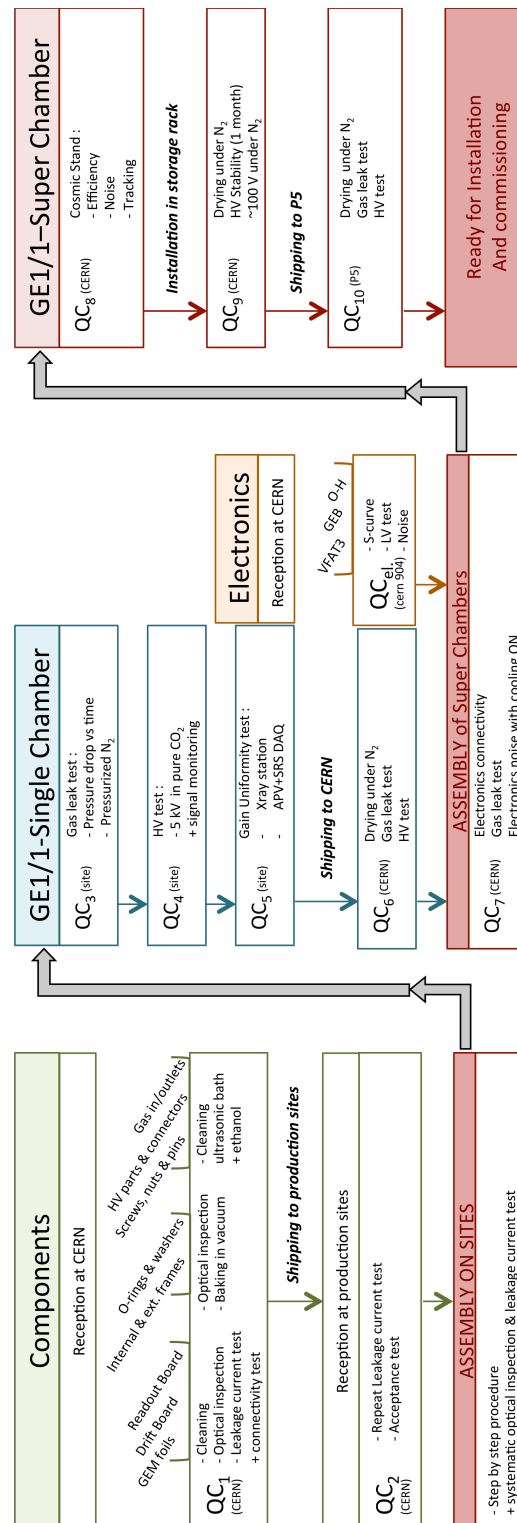 Components
Reception at CERN
GEM foils
Drift Board
Readout Board
Internal & ext. frames
O-rings & washers
Screws, nuts & pins
HV parts & connectors
Gas in/outlets
QC1 (CERN)
- Cleaning
- Optical inspection
- Leakage current test
+ connectivity test
- Optical inspection
- Baking in vacuum
- Cleaning
ultrasonic bath
+ ethanol
Shipping to production sites
Reception at production sites
QC2 (CERN)
- Repeat Leakage current test
- Acceptance test
ASSEMBLY ON SITES
- Step by step procedure
+ systematic optical inspection & leakage current test
GE1/1-Single Chamber
QC3 (site)
Gas leak test :
- Pressure drop vs time
- Pressurized N2
QC4 (site)
HV test :
- 5 kV in pure CO2
+ signal monitoring
QC5 (site)
Gain Uniformity test :
- Xray station
- APV+SRS DAQ
Shipping to CERN
QC6 (CERN)
Drying under N2
Gas leak test
HV test
Electronics
Reception at CERN
VFAT3
GEB
O-H
QCel. (cern 904)
- S-curve
- LV test
- Noise
ASSEMBLY of Super Chambers
QC7 (CERN)
Electronics connectivity
Gas leak test
Electronics noise with cooling ON
GE1/1–Super Chamber
QC8 (CERN)
Cosmic Stand :
- Efficiency
- Noise
- Tracking
Installation in storage rack
QC9 (CERN)
Drying under N2
HV Stability (1 month)
~100 V under N2
Shipping to P5
QC10 (P5)
Drying under N2
Gas leak test
HV test
Ready for Installation
And commissioning